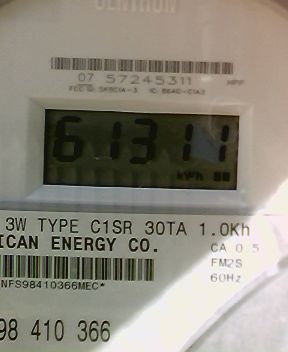 CENTRON
07 57245311
61311
kWh
3W TYPE C1SR 30TA 1.0Kh
ICAN ENERGY CO.
CA 0.5
FM2S
60Hz
NFS98410366MEC*
98 410 366